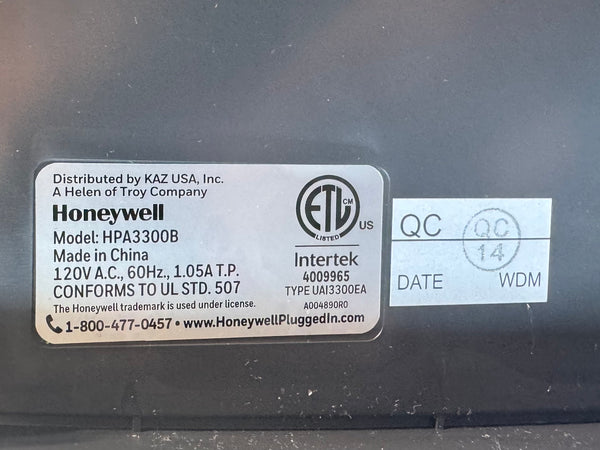 Distributed by KAZ USA, Inc.
A Helen of Troy Company
Honeywell
Model: HPA3300B
Made in China
120V A.C., 60Hz., 1.05A T.P.
CONFORMS TO UL STD. 507
The Honeywell trademark is used under license.
1-800-477-0457 • www.HoneywellPluggedIn.com
ETL CM
LISTED
US
Intertek
4009965
TYPE UAI3300EA
A004890R0
QC
QC
14
DATE WDM